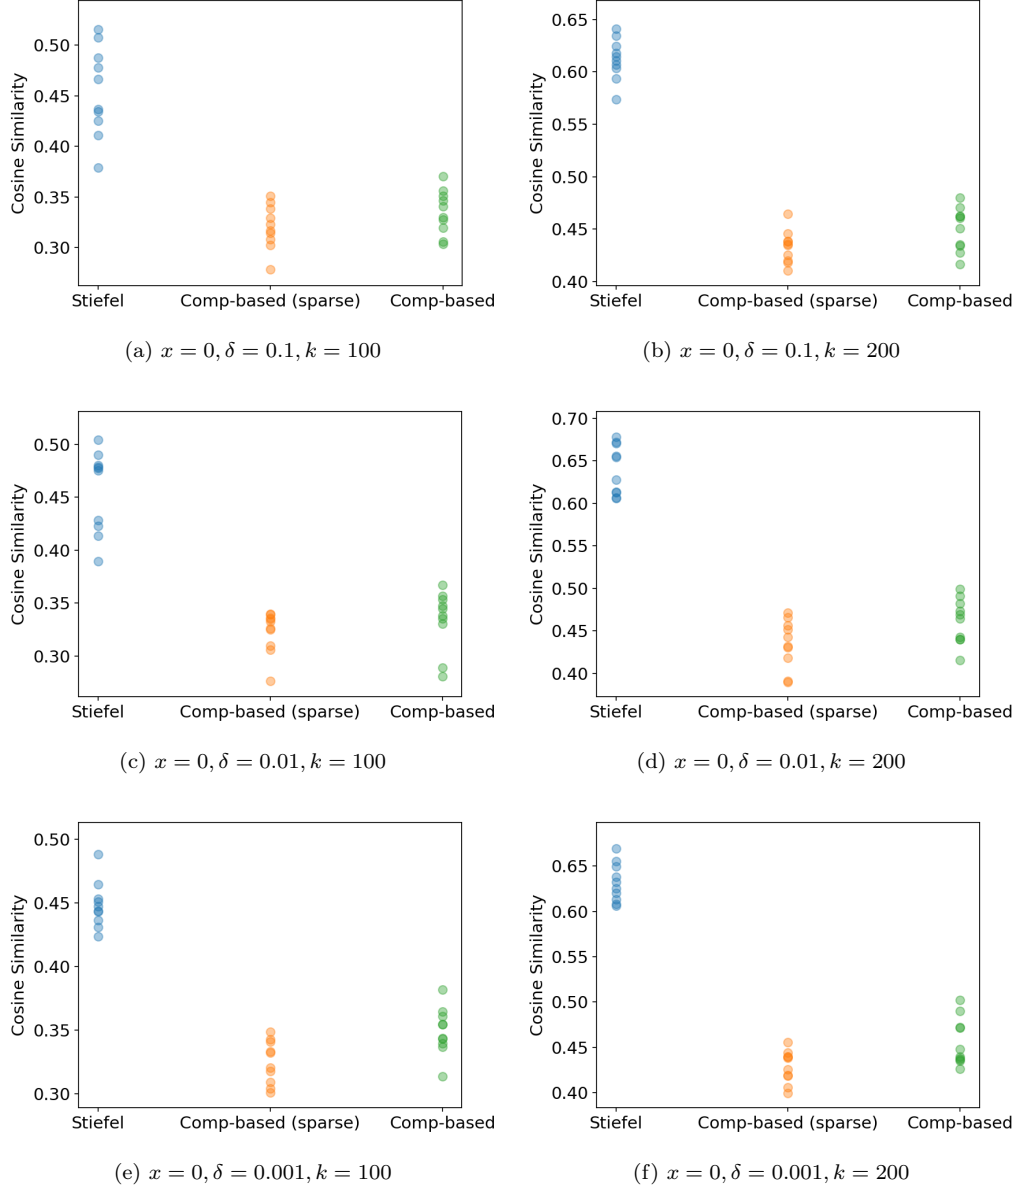 0.50
0.45
0.40
0.35
0.30
Cosine Similarity
Stiefel Comp-based (sparse) Comp-based
(a) x = 0, δ = 0.1, k = 100
0.65
0.60
0.55
0.50
0.45
0.40
Cosine Similarity
Stiefel Comp-based (sparse) Comp-based
(b) x = 0, δ = 0.1, k = 200
0.50
0.45
0.40
0.35
0.30
Cosine Similarity
Stiefel Comp-based (sparse) Comp-based
(c) x = 0, δ = 0.01, k = 100
0.70
0.65
0.60
0.55
0.50
0.45
0.40
Cosine Similarity
Stiefel Comp-based (sparse) Comp-based
(d) x = 0, δ = 0.01, k = 200
0.50
0.45
0.40
0.35
0.30
Cosine Similarity
Stiefel Comp-based (sparse) Comp-based
(e) x = 0, δ = 0.001, k = 100
0.65
0.60
0.55
0.50
0.45
0.40
Cosine Similarity
Stiefel Comp-based (sparse) Comp-based
(f) x = 0, δ = 0.001, k = 200